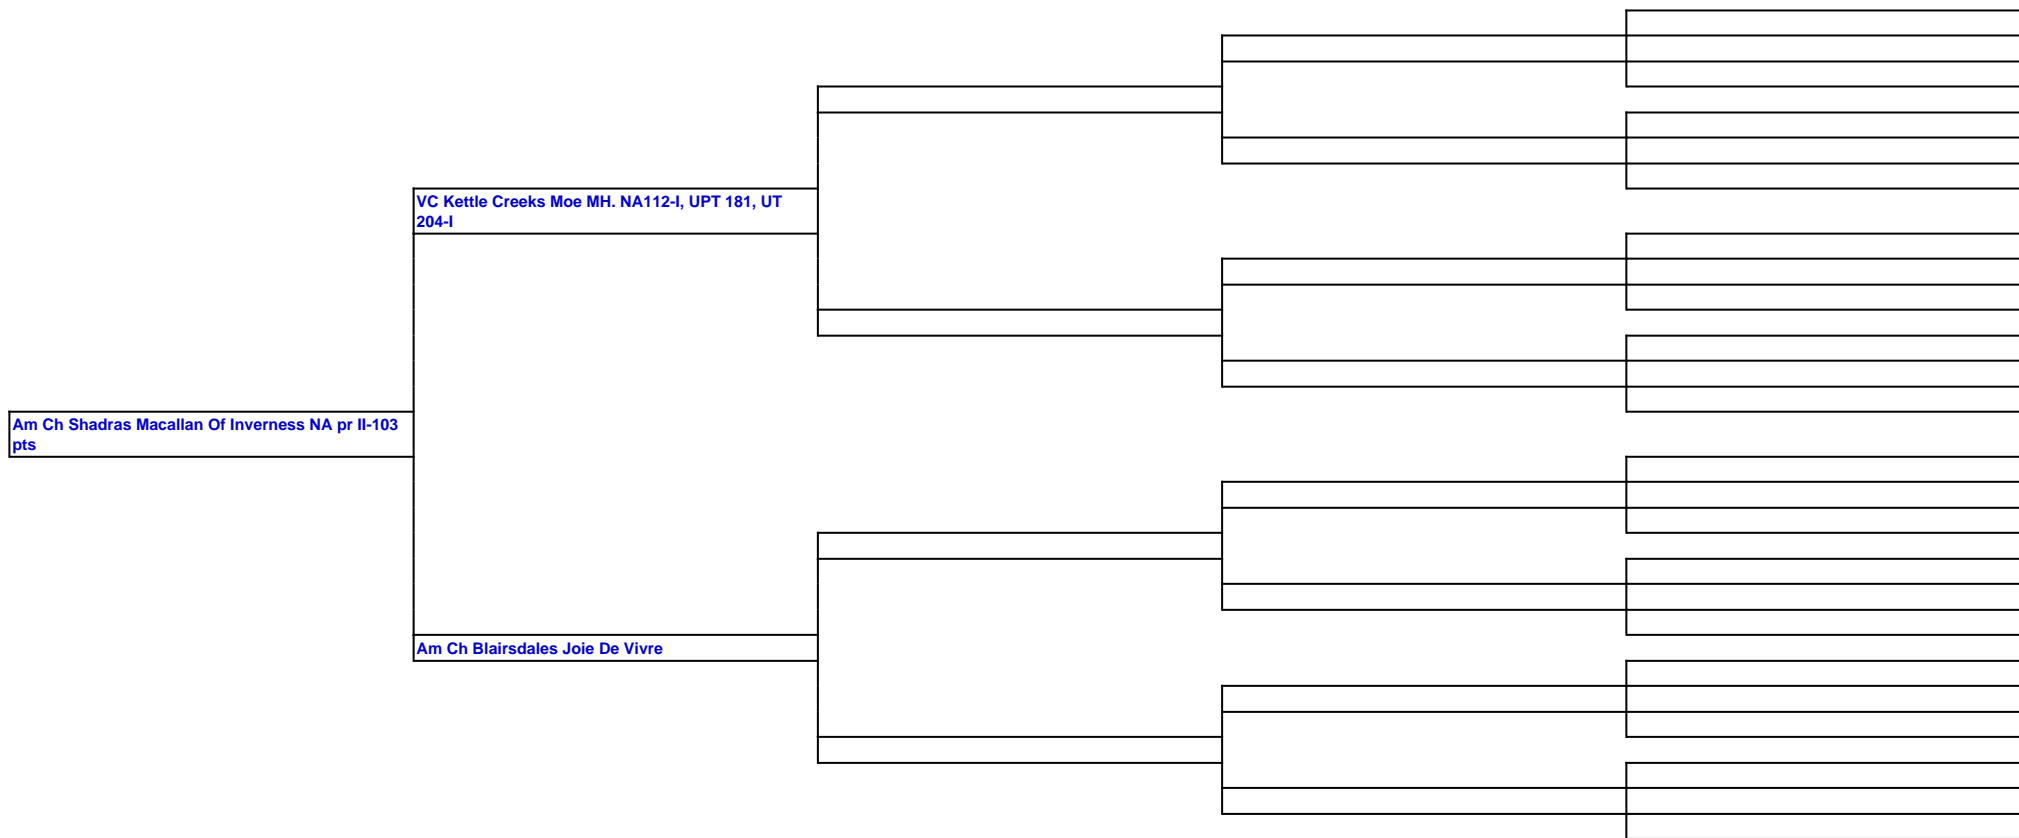 VC Kettle Creeks Moe MH. NA112-I, UPT 181, UT
204-I
Am Ch Shadras Macallan Of Inverness NA pr II-103
pts
Am Ch Blairsdales Joie De Vivre